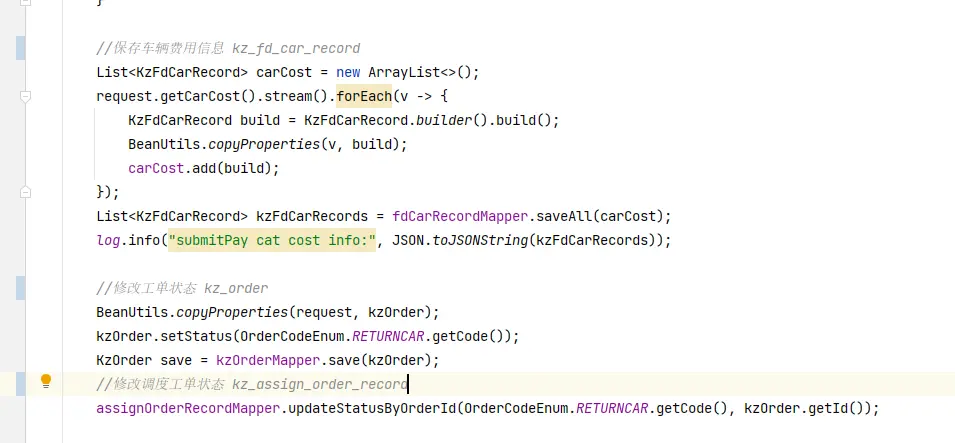 }
//保存车辆费用信息 kz_fd_car_record
List<KzFdCarRecord> carCost = new ArrayList<>();
request.getCarCost().stream().forEach(v -> {
KzFdCarRecord build = KzFdCarRecord.builder().build();
BeanUtils.copyProperties(v, build);
carCost.add(build);
});
List<KzFdCarRecord> kzFdCarRecords = fdCarRecordMapper.saveAll(carCost);
log.info("submitPay cat cost info:", JSON.toJSONString(kzFdCarRecords));
//修改工单状态 kz_order
BeanUtils.copyProperties(request, kzOrder);
kzOrder.setStatus(OrderCodeEnum.RETURNCAR.getCode());
KzOrder save = kzOrderMapper.save(kzOrder);
//修改调度工单状态 kz_assign_order_record
assignOrderRecordMapper.updateStatusByOrderId(OrderCodeEnum.RETURNCAR.getCode(), kzOrder.getId());